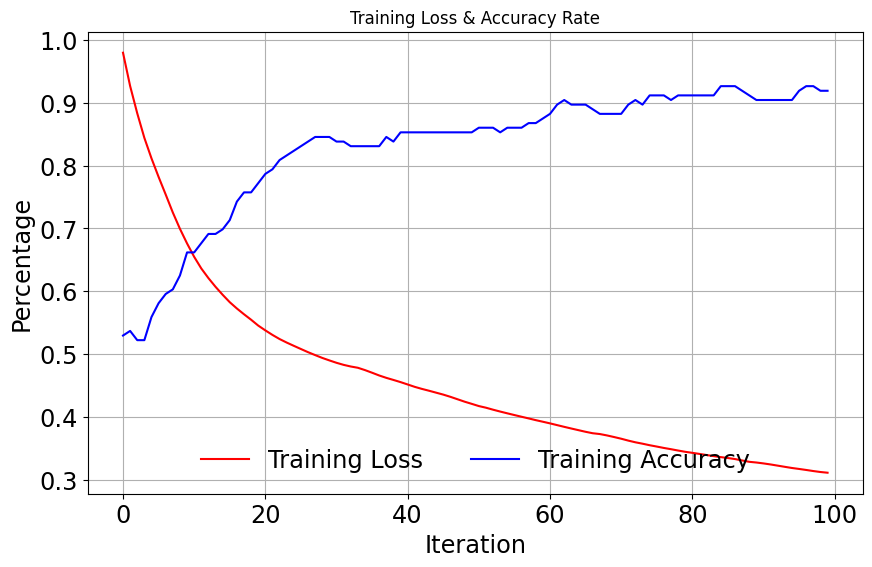 Training Loss & Accuracy Rate
1.0
0.9
0.8
0.7
0.6
0.5
0.4
0.3
Percentage
Training Loss Training Accuracy
0 20 40 60 80 100
Iteration